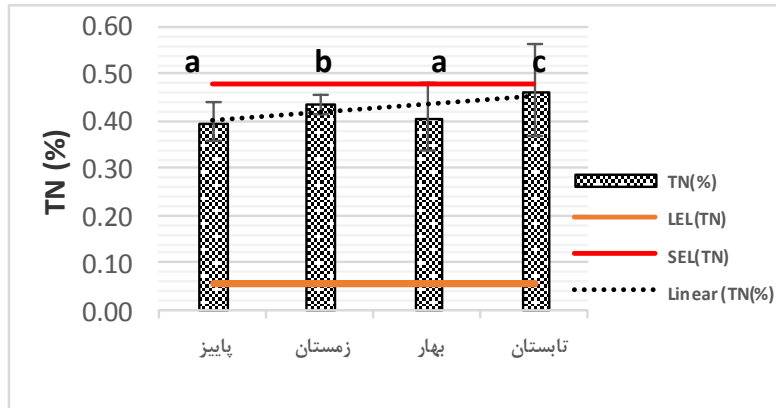 TN (%)
0.60
0.50
0.40
0.30
0.20
0.10
0.00
a b a c
پاییز زمستان بهار تابستان
TN(%)
LEL(TN)
SEL(TN)
Linear (TN(%)